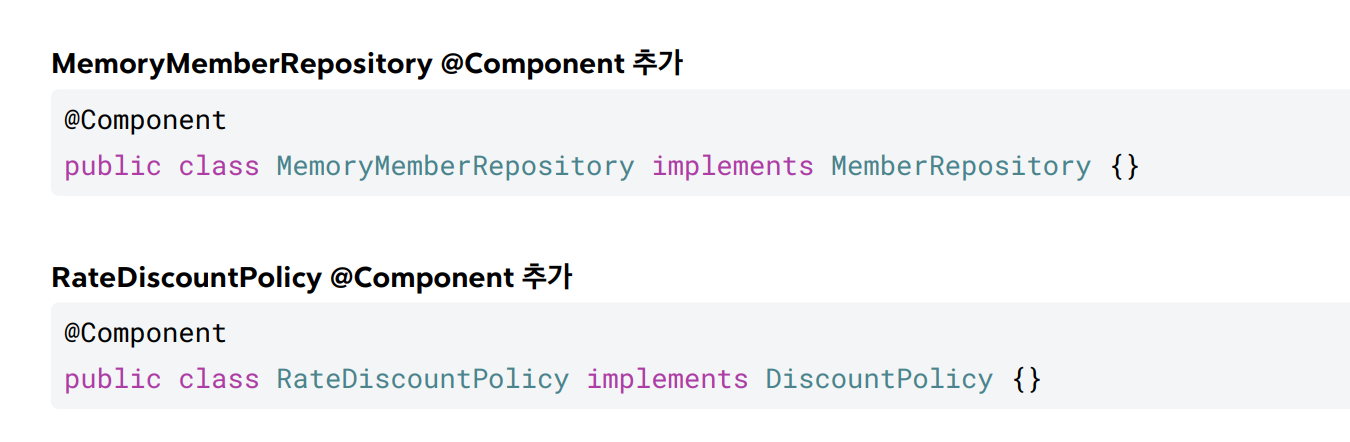 MemoryMemberRepository @Component 추가
@Component
public class MemoryMemberRepository implements MemberRepository {}
RateDiscountPolicy @Component 추가
@Component
public class RateDiscountPolicy implements DiscountPolicy {}